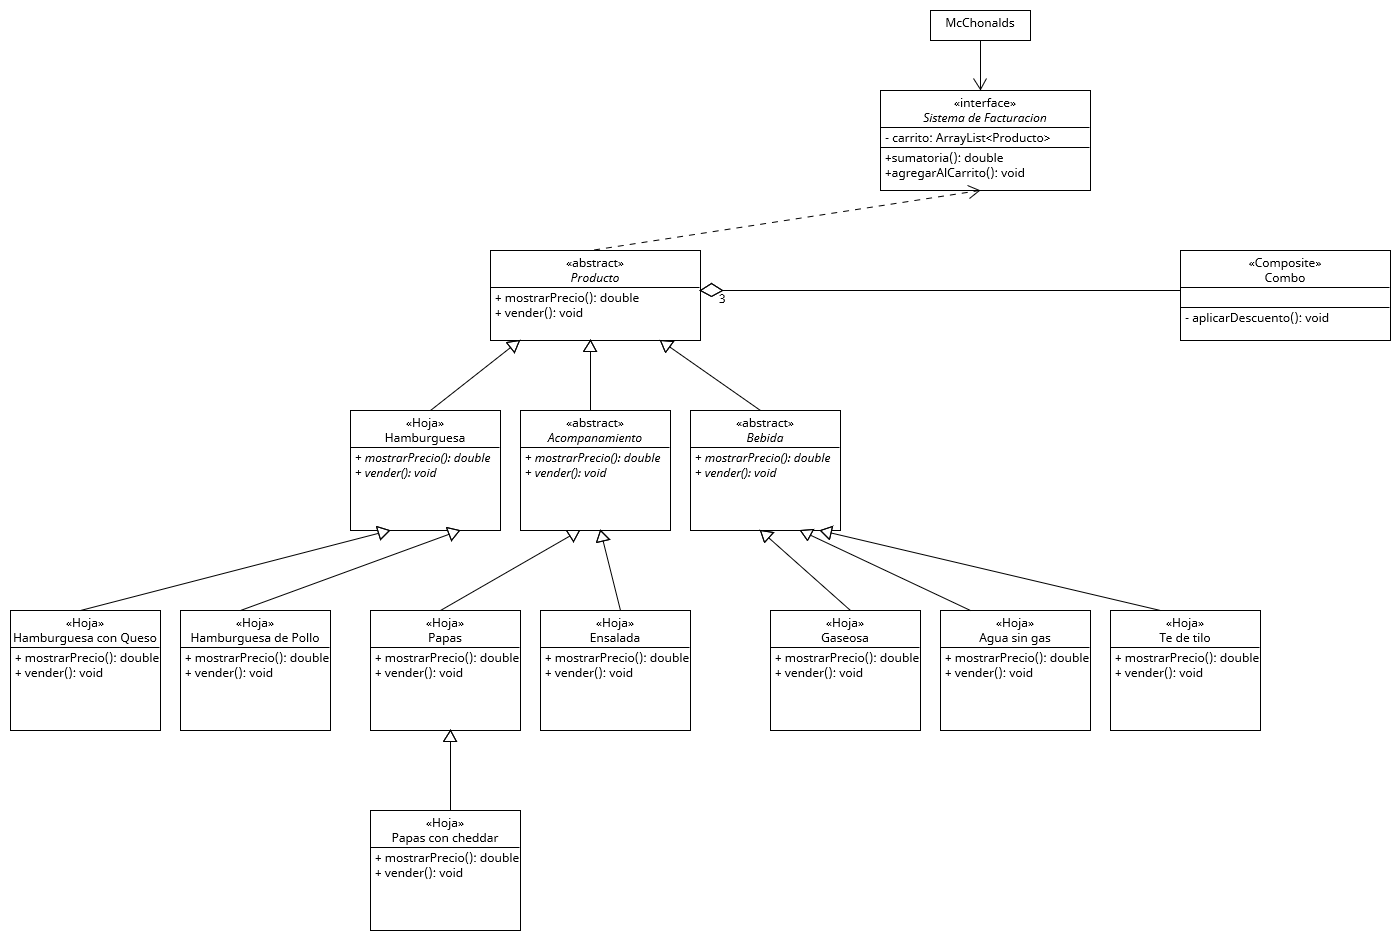 McChonalds
«interface»
Sistema de Facturacion
- carrito: ArrayList<Producto>
+sumatoria(): double
+agregarAlCarrito(): void
«abstract»
Producto
+ mostrarPrecio(): double
+ vender(): void
3
«Composite»
Combo
- aplicarDescuento(): void
«Hoja»
Hamburguesa
+ mostrarPrecio(): double
+ vender(): void
«abstract»
Acompanamiento
+ mostrarPrecio(): double
+ vender(): void
«abstract»
Bebida
+ mostrarPrecio(): double
+ vender(): void
«Hoja»
Hamburguesa con Queso
+ mostrarPrecio(): double
+ vender(): void
«Hoja»
Hamburguesa de Pollo
+ mostrarPrecio(): double
+ vender(): void
«Hoja»
Papas
+ mostrarPrecio(): double
+ vender(): void
«Hoja»
Ensalada
+ mostrarPrecio(): double
+ vender(): void
«Hoja»
Gaseosa
+ mostrarPrecio(): double
+ vender(): void
«Hoja»
Agua sin gas
+ mostrarPrecio(): double
+ vender(): void
«Hoja»
Te de tilo
+ mostrarPrecio(): double
+ vender(): void
«Hoja»
Papas con cheddar
+ mostrarPrecio(): double
+ vender(): void